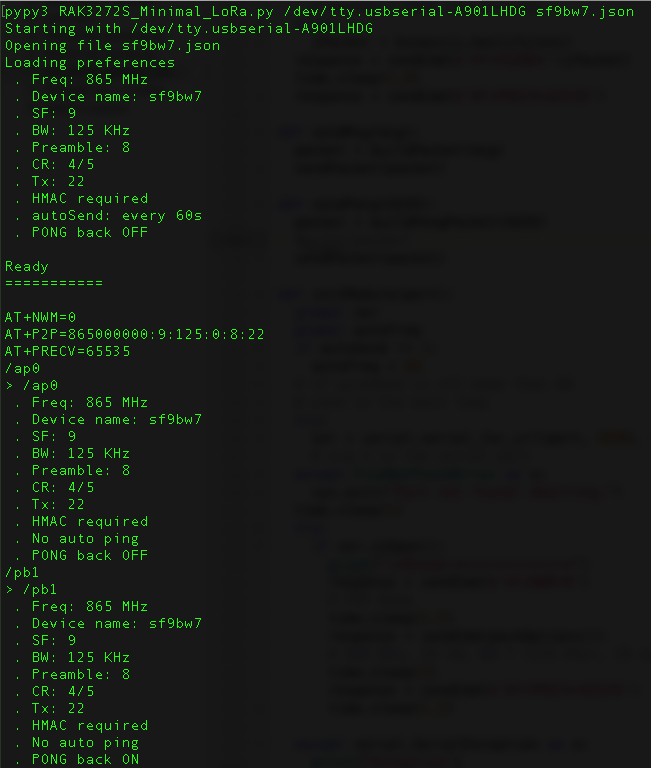 [pypy3 RAK3272S_Minimal_LoRa.py /dev/tty.usbserial-A901LHDG sf9bw7.json
Starting with /dev/tty.usbserial-A901LHDG
Opening file sf9bw7.json
Loading preferences
. Freq: 865 MHz
. Device name: sf9bw7
. SF: 9
. BW: 125 KHz
. Preamble: 8
. CR: 4/5
. Tx: 22
. HMAC required
. autoSend: every 60s
. PONG back OFF
Ready
===========
AT+NWM=0
AT+P2P=865000000:9:125:0:8:22
AT+PRECV=65535
/ap0
> /ap0
. Freq: 865 MHz
. Device name: sf9bw7
. SF: 9
. BW: 125 KHz
. Preamble: 8
. CR: 4/5
. Tx: 22
. HMAC required
. No auto ping
. PONG back OFF
/pb1
> /pb1
. Freq: 865 MHz
. Device name: sf9bw7
. SF: 9
. BW: 125 KHz
. Preamble: 8
. CR: 4/5
. Tx: 22
. HMAC required
. No auto ping
. PONG back ON